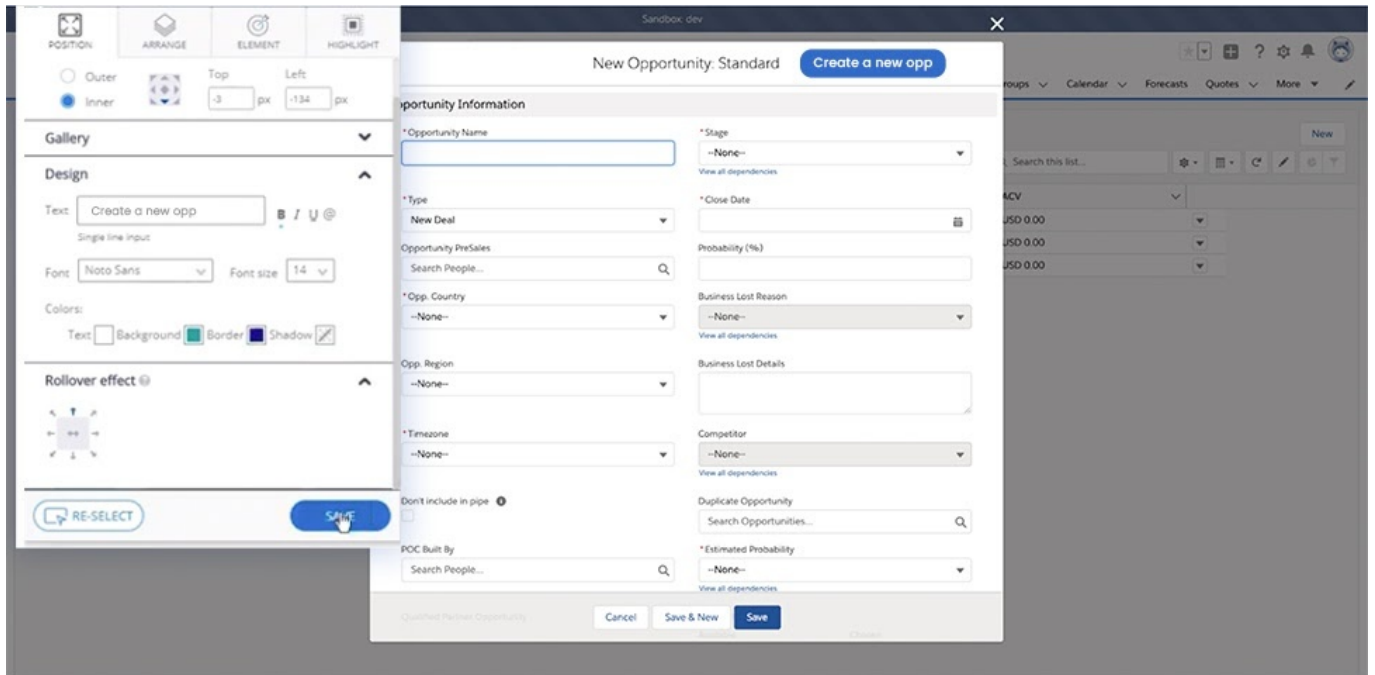 Sandbox: dev
POSITION ARRANGE ELEMENT HIGHLIGHT
Outer
Inner
Top Left
-3 px -134 px
Gallery
Design
Text Create a new opp B I U @
Single line input
Font Noto Sans Font size 14
Colors:
Text Background Border Shadow
Rollover effect
RE-SELECT SAVE
New Opportunity: Standard Create a new opp
portunity Information
*Opportunity Name
*Stage
--None--
View all dependencies
*Type
New Deal
*Close Date
Opportunity PreSales
Search People...
Probability (%)
*Opp. Country
--None--
Business Lost Reason
--None--
View all dependencies
Opp. Region
--None--
Business Lost Details
*Timezone
--None--
Competitor
--None--
View all dependencies
Don't include in pipe
Duplicate Opportunity
Search Opportunities...
POC Built By
Search People...
*Estimated Probability
--None--
View all dependencies
Qualified Partner Opportunity
Available Chosen
Cancel Save & New Save
roups Calendar Forecasts Quotes More
New
Search this list...
ACV
USD 0.00
USD 0.00
USD 0.00